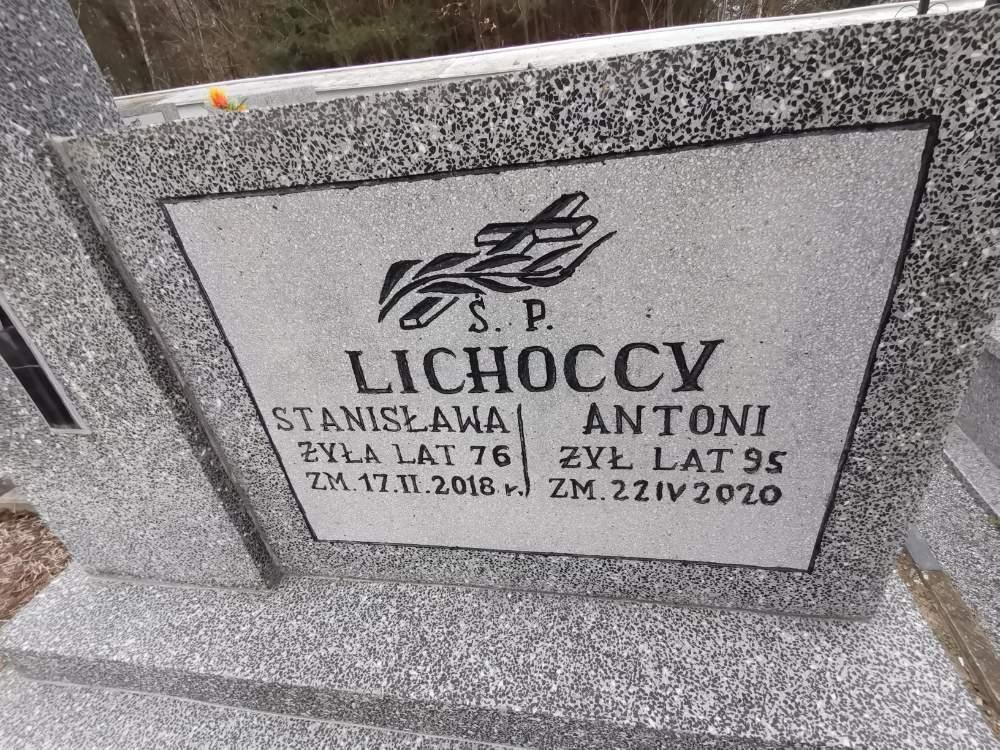 Ś. P.
LICHOCCY
STANISŁAWA
ŻYŁA LAT 76
ZM. 17.II.2018 r.
ANTONI
ŻYŁ LAT 95
ZM. 22 IV 2020